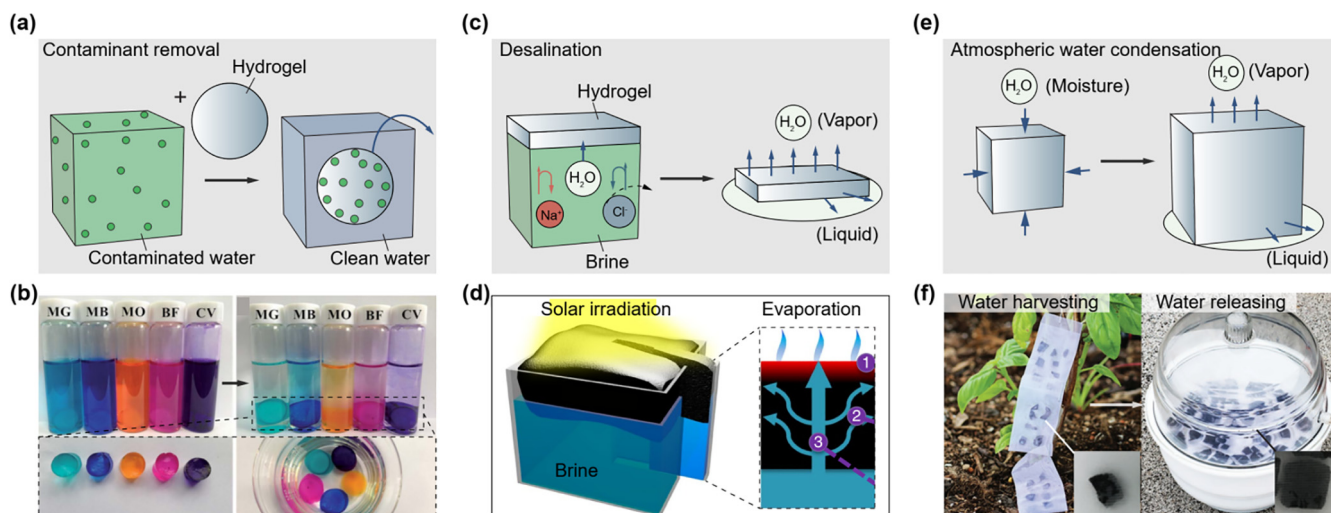 (a)
Contaminant removal
Hydrogel
+
Contaminated water
Clean water
(b)
MG MB MO BF CV
MG MB MO BF CV
(c)
Desalination
Hydrogel
H₂O
(Vapor)
H₂O
Na⁺
Cl⁻
(Liquid)
Brine
(d)
Solar irradiation
Evaporation
1
2
3
Brine
(e)
Atmospheric water condensation
H₂O
(Moisture)
H₂O
(Vapor)
(Liquid)
(f)
Water harvesting
Water releasing